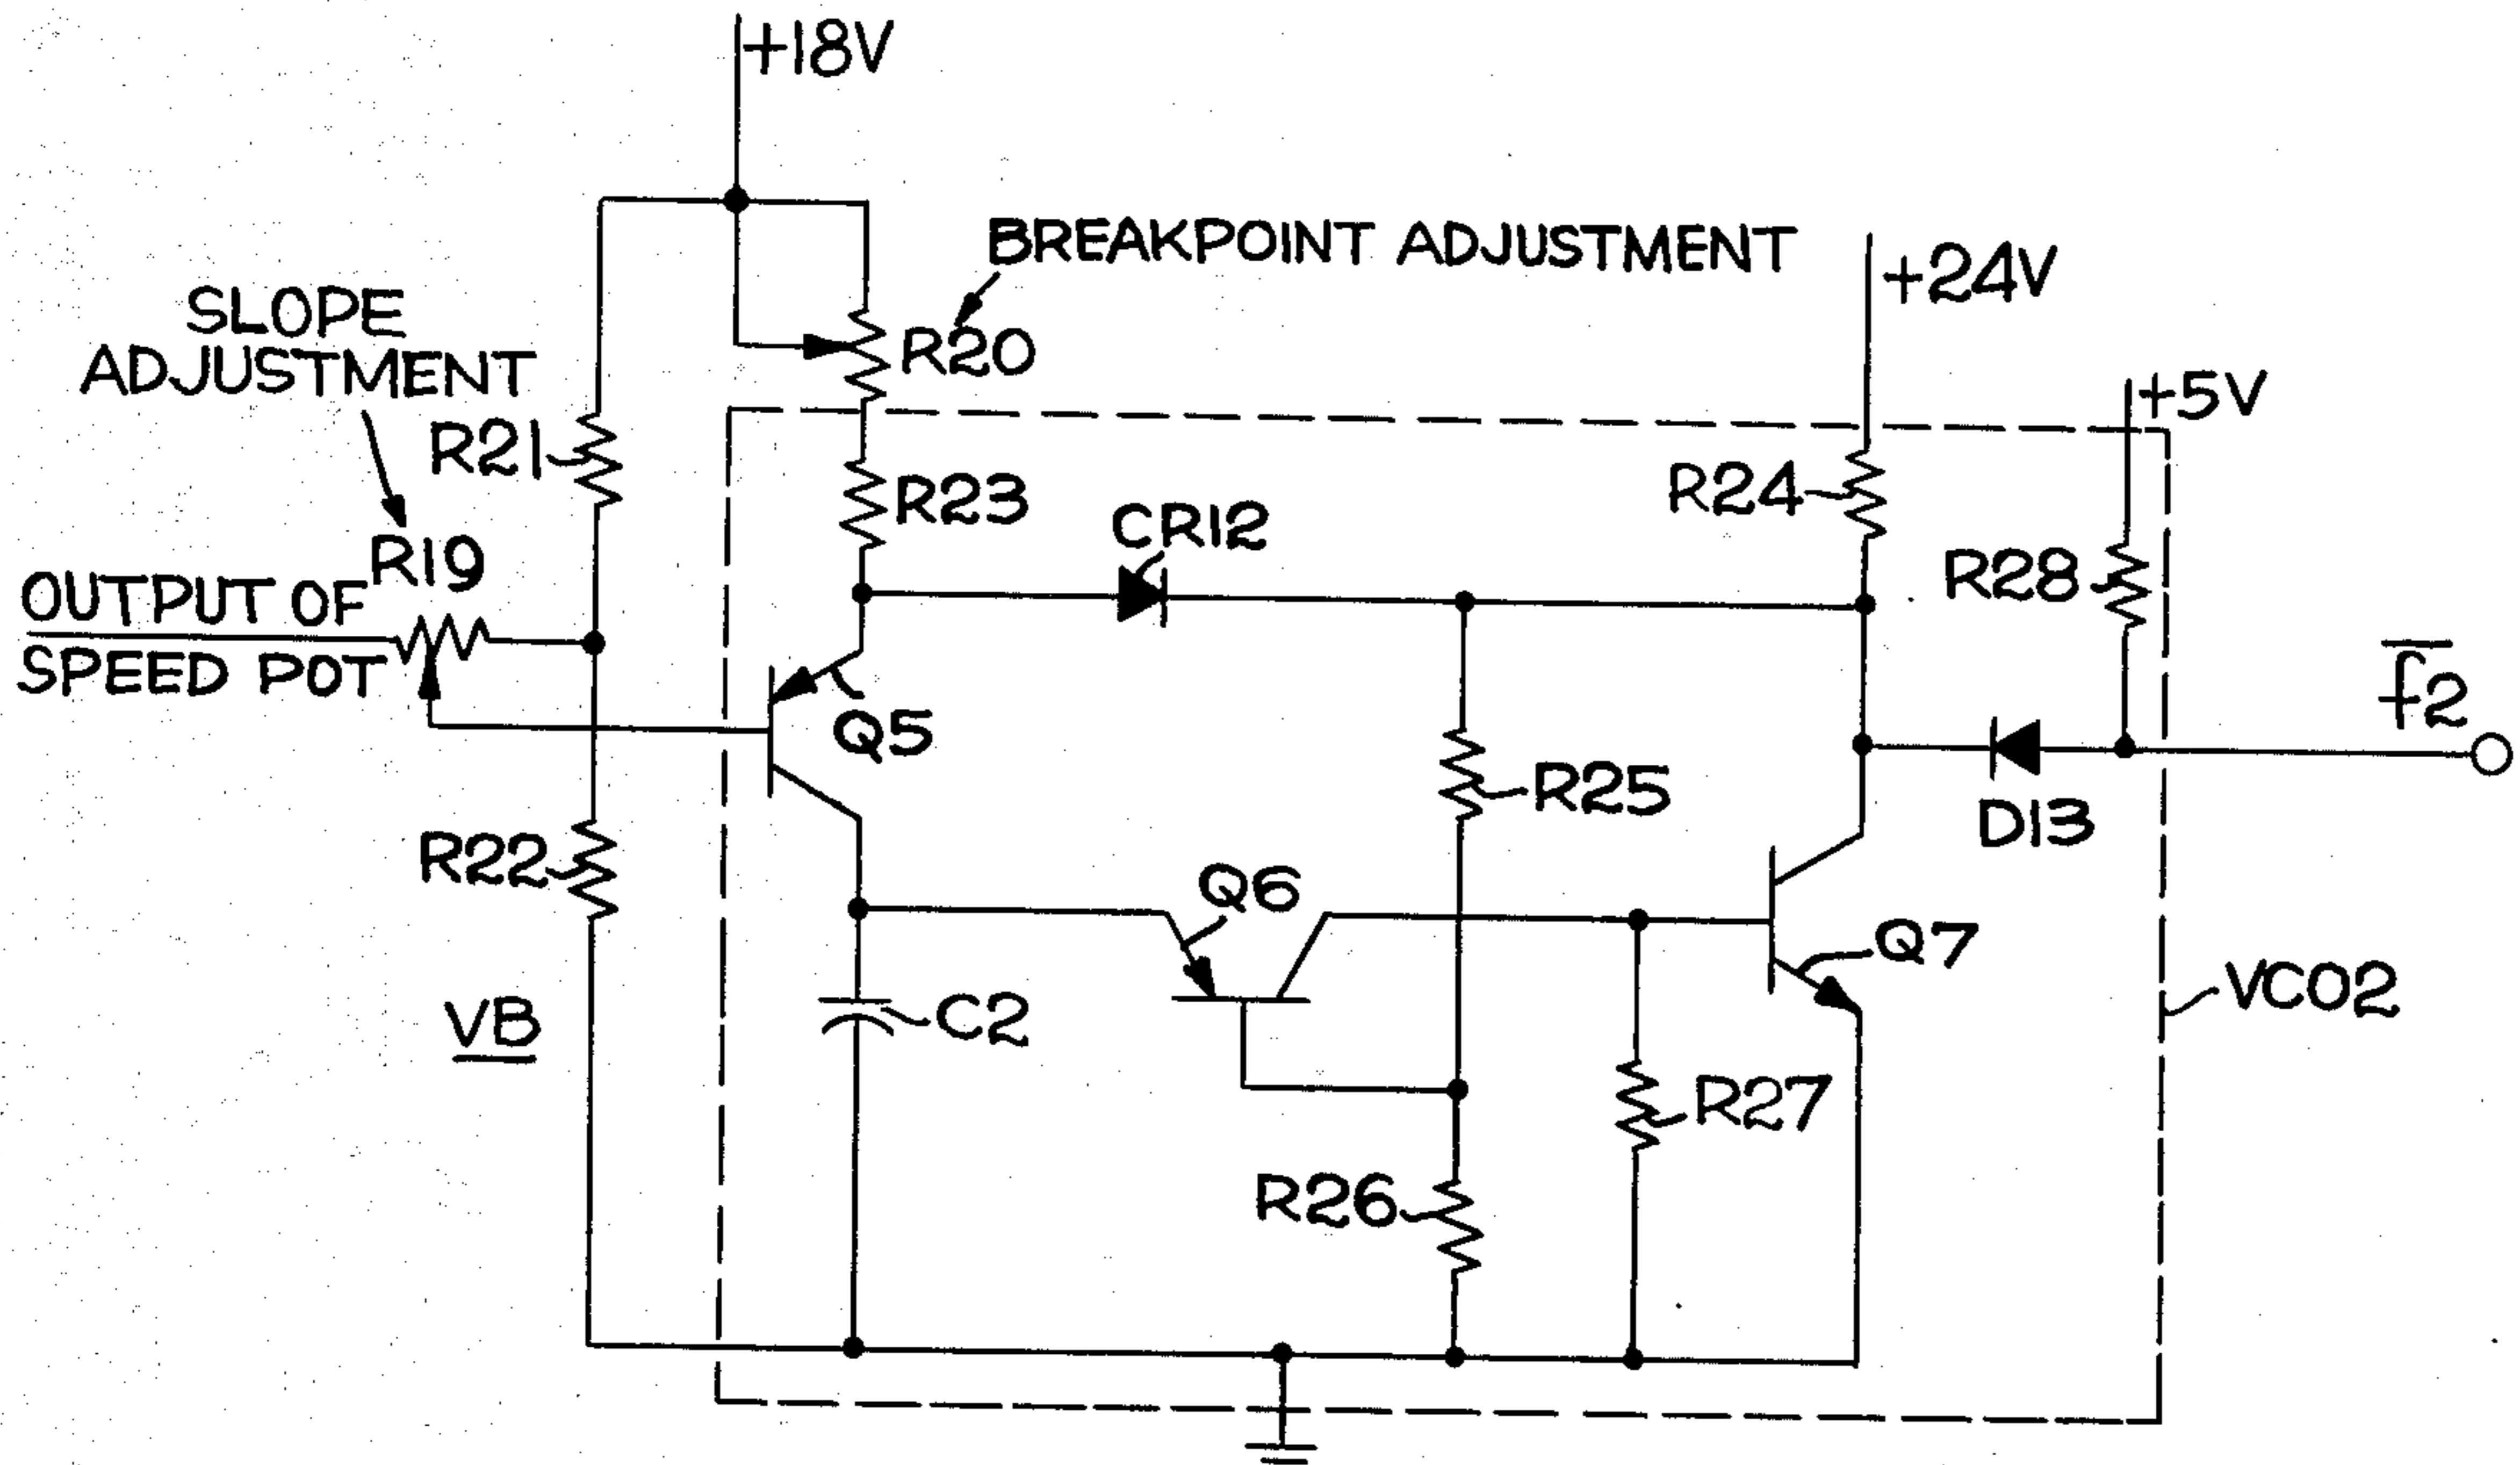 +18V
BREAKPOINT ADJUSTMENT
+24V
SLOPE
ADJUSTMENT
R20
+5V
R21
R23
R24
CR12
R19
R28
OUTPUT OF
SPEED POT
f2
Q5
R25
D13
R22
Q6
Q7
VCO2
VB
C2
R27
R26